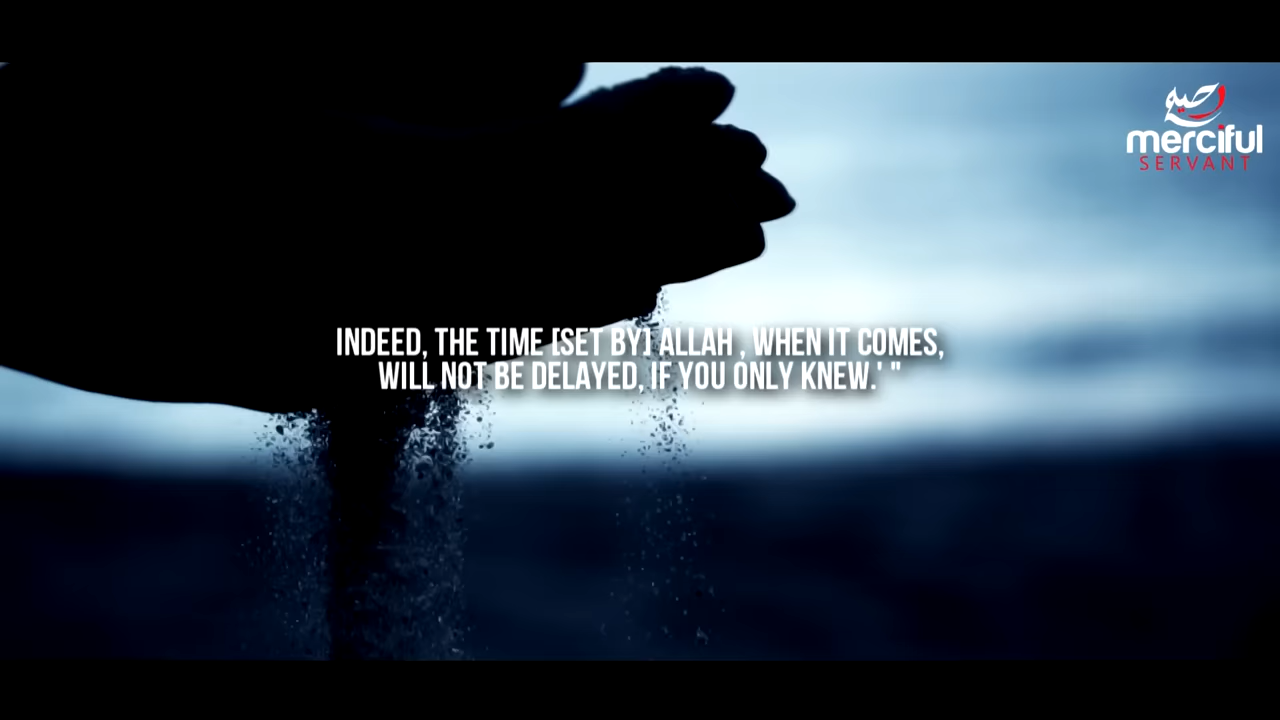 رحيم
merciful
SERVANT
INDEED, THE TIME [SET BY] ALLAH , WHEN IT COMES,
WILL NOT BE DELAYED, IF YOU ONLY KNEW.' "